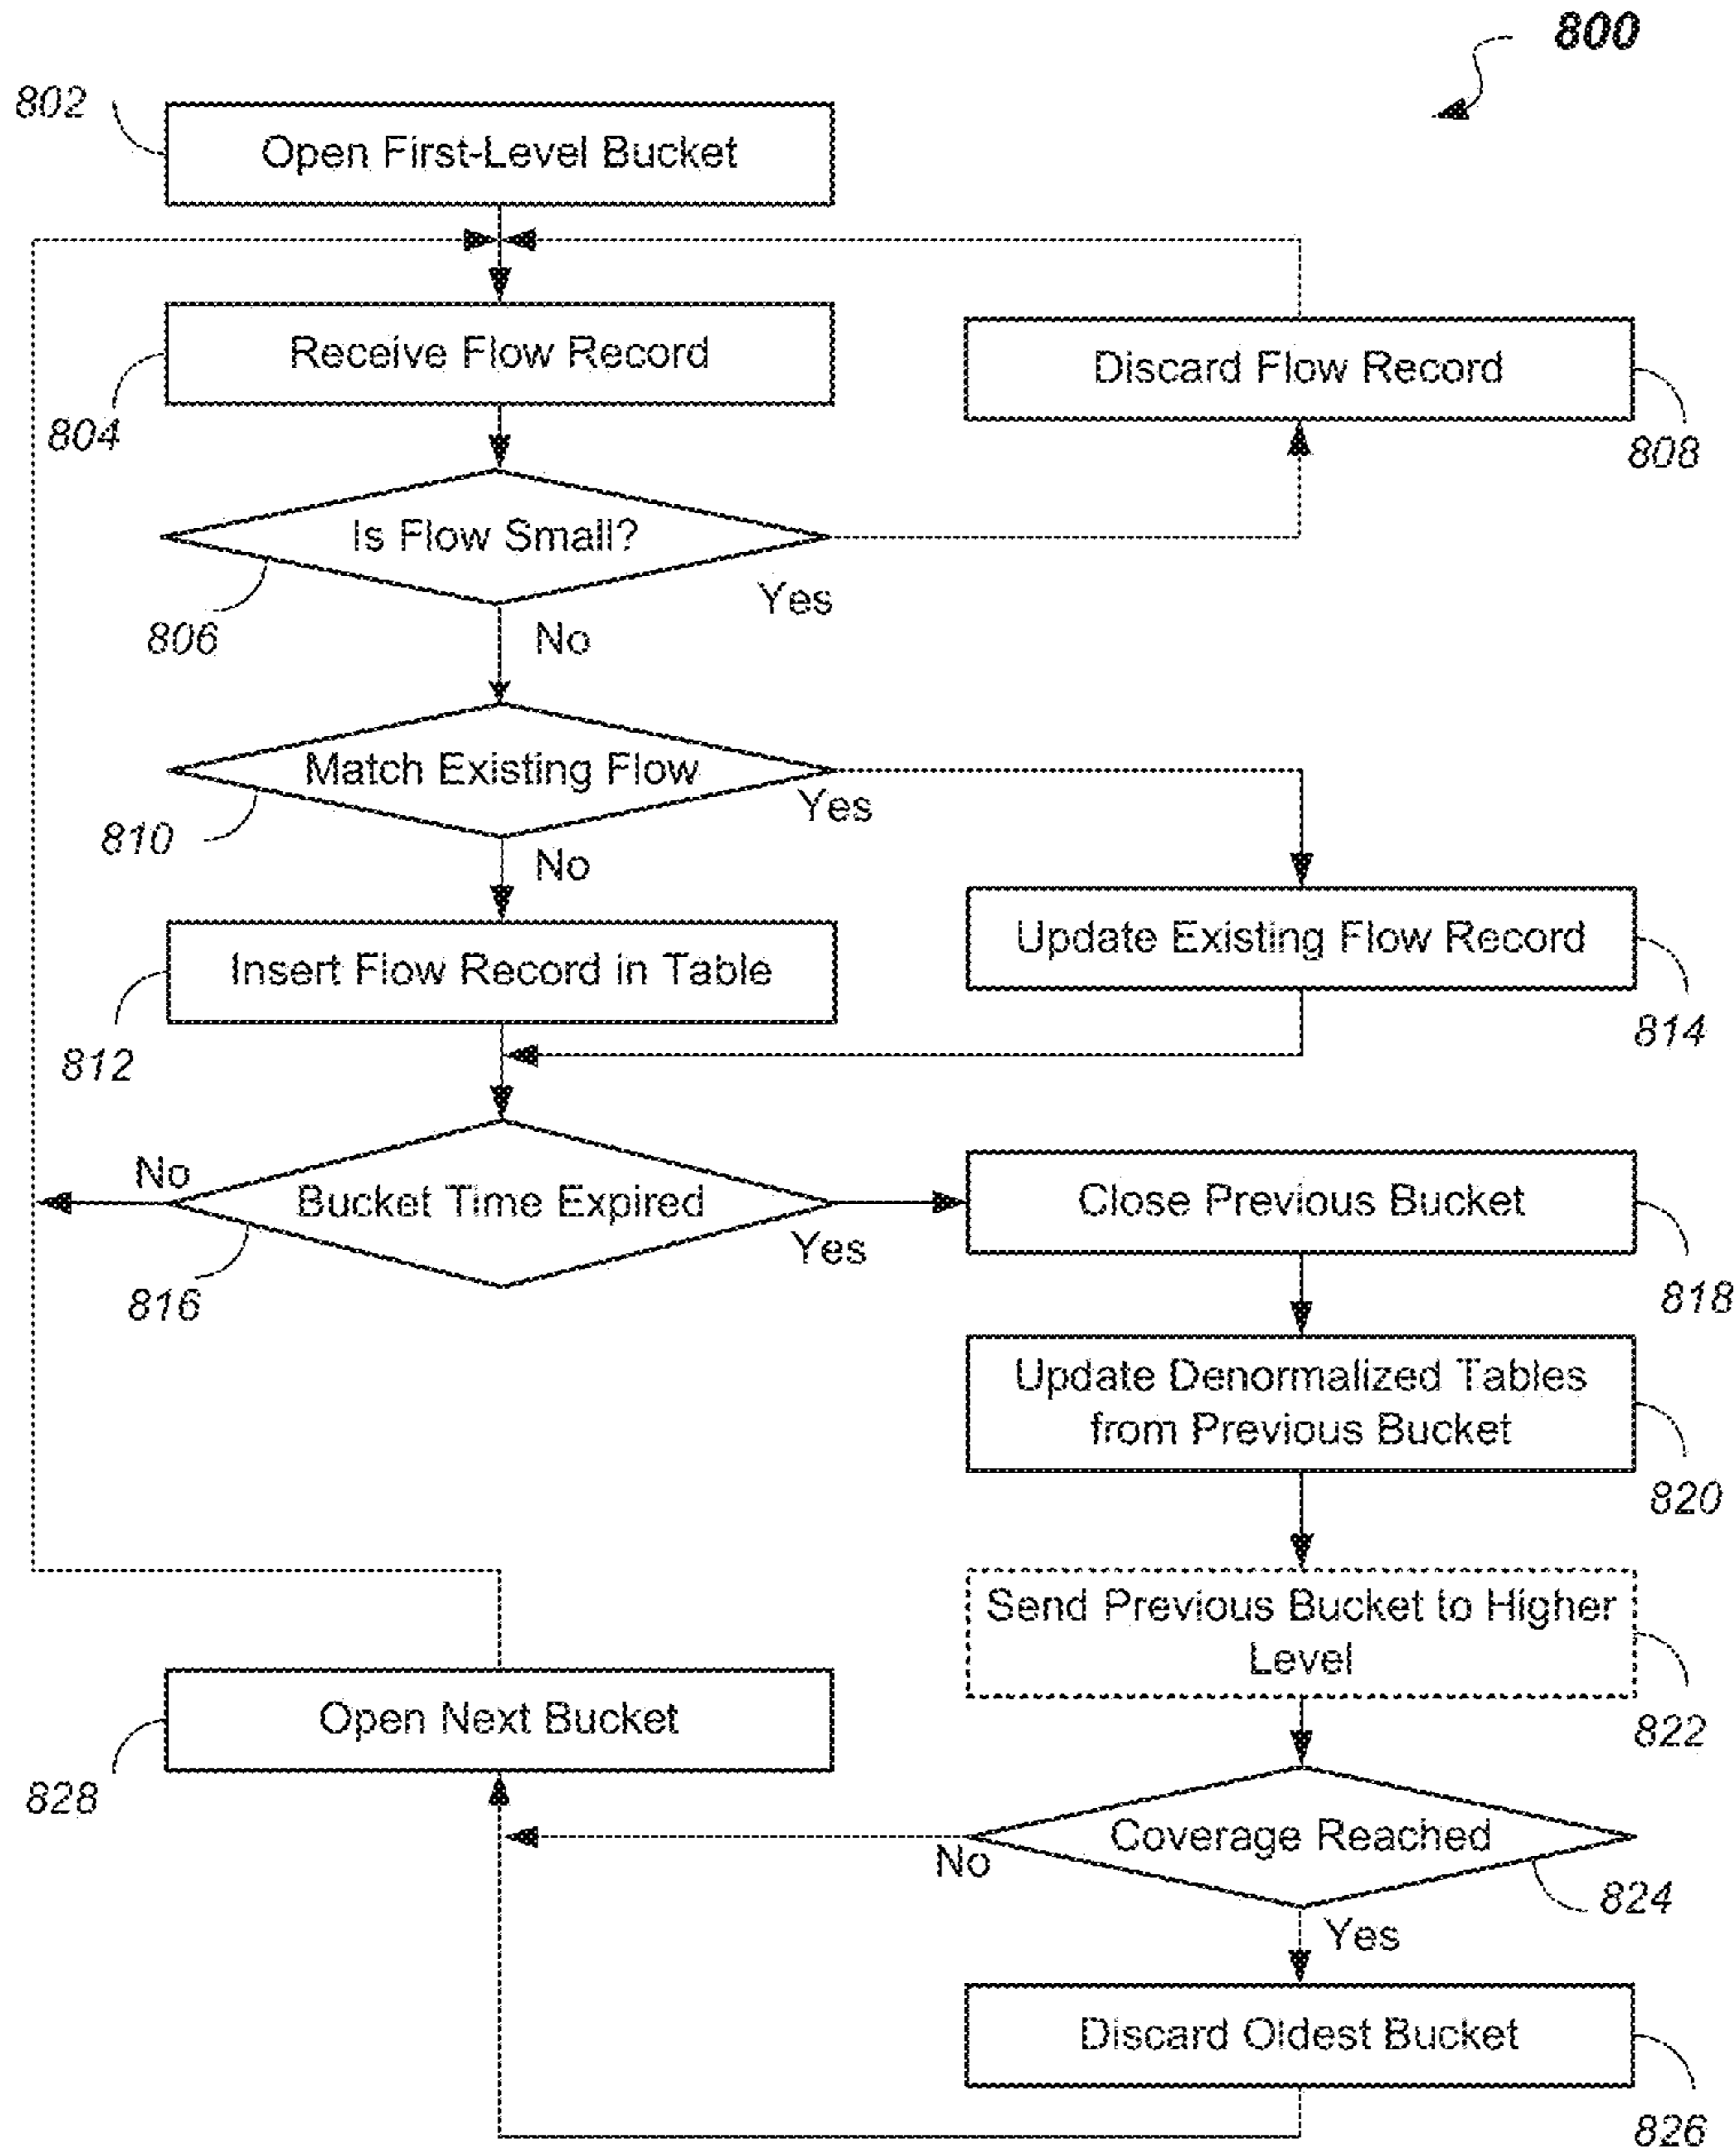 800
802
Open First-Level Bucket
Receive Flow Record
804
Discard Flow Record
808
Is Flow Small?
Yes
806
No
Match Existing Flow
Yes
810
No
Insert Flow Record in Table
812
Update Existing Flow Record
814
No
Bucket Time Expired
Yes
816
Close Previous Bucket
818
Update Denormalized Tables
from Previous Bucket
820
Send Previous Bucket to Higher
Level
822
Open Next Bucket
828
Coverage Reached
No
824
Yes
Discard Oldest Bucket
826